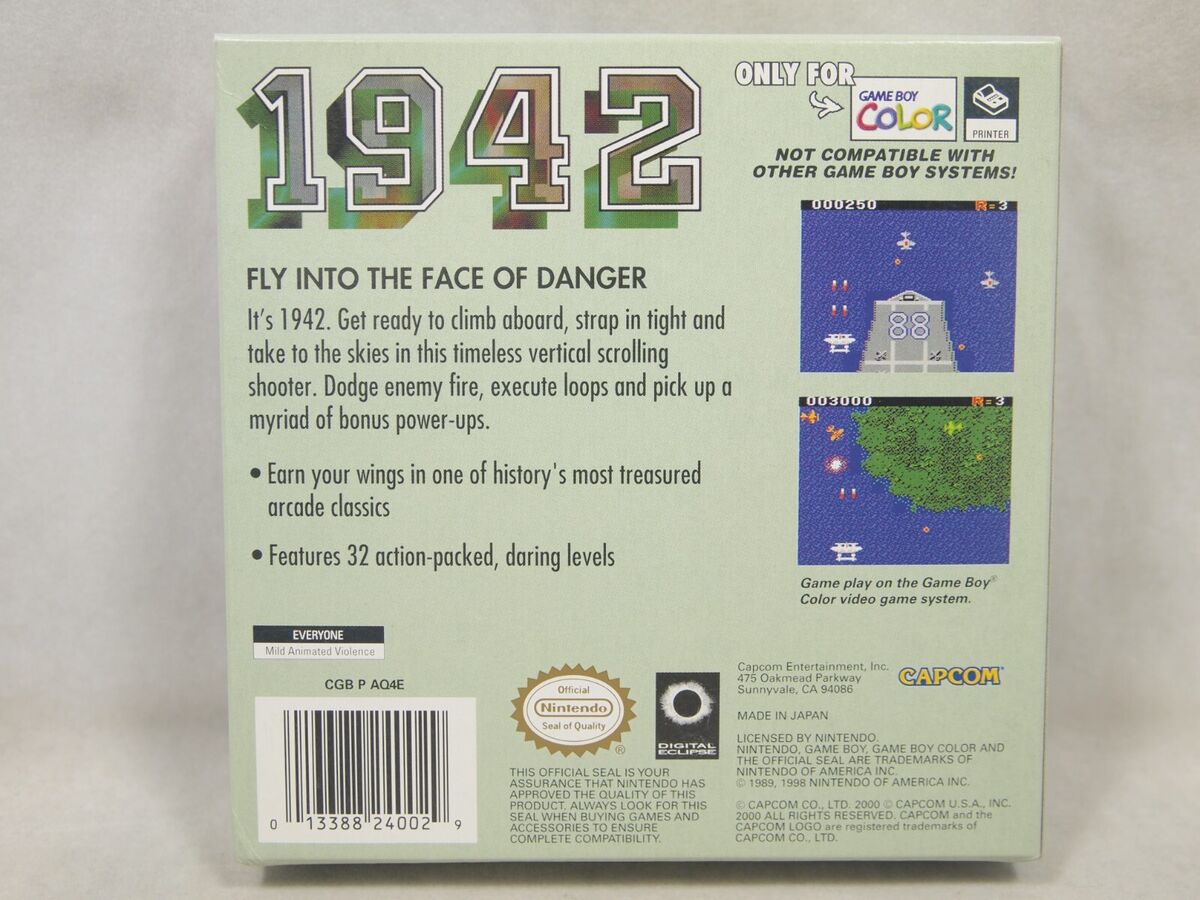 1942
ONLY FOR
GAME BOY
COLOR
PRINTER
NOT COMPATIBLE WITH
OTHER GAME BOY SYSTEMS!
000250 R=3
88
FLY INTO THE FACE OF DANGER
It's 1942. Get ready to climb aboard, strap in tight and
take to the skies in this timeless vertical scrolling
shooter. Dodge enemy fire, execute loops and pick up a
myriad of bonus power-ups.
• Earn your wings in one of history's most treasured
arcade classics
• Features 32 action-packed, daring levels
003000 R=3
Game play on the Game Boy®
Color video game system.
EVERYONE
Mild Animated Violence
CGB P AQ4E
0 13388 24002 9
Official
Nintendo
Seal of Quality
®
DIGITAL
ECLIPSE
THIS OFFICIAL SEAL IS YOUR
ASSURANCE THAT NINTENDO HAS
APPROVED THE QUALITY OF THIS
PRODUCT. ALWAYS LOOK FOR THIS
SEAL WHEN BUYING GAMES AND
ACCESSORIES TO ENSURE
COMPLETE COMPATIBILITY.
Capcom Entertainment, Inc.
475 Oakmead Parkway
Sunnyvale, CA 94086
CAPCOM
MADE IN JAPAN
LICENSED BY NINTENDO.
NINTENDO, GAME BOY, GAME BOY COLOR AND
THE OFFICIAL SEAL ARE TRADEMARKS OF
NINTENDO OF AMERICA INC.
© 1989, 1998 NINTENDO OF AMERICA INC.
© CAPCOM CO., LTD. 2000 © CAPCOM U.S.A., INC.
2000 ALL RIGHTS RESERVED. CAPCOM and the
CAPCOM LOGO are registered trademarks of
CAPCOM CO., LTD.